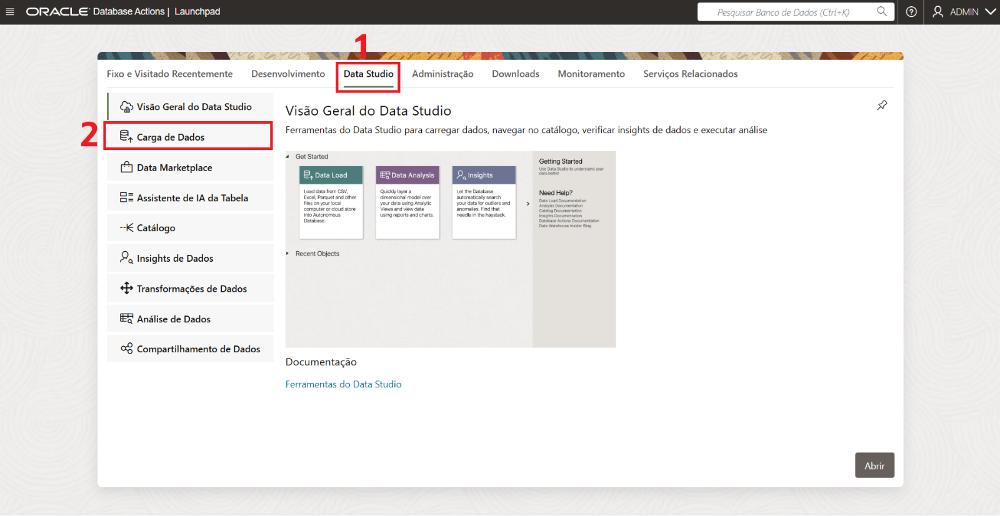 ORACLE Database Actions | Launchpad
Pesquisar Banco de Dados (Ctrl+K)
ADMIN
1
Fixo e Visitado Recentemente
Desenvolvimento
Data Studio
Administração
Downloads
Monitoramento
Serviços Relacionados
2
Visão Geral do Data Studio
Carga de Dados
Data Marketplace
Assistente de IA da Tabela
Catálogo
Insights de Dados
Transformações de Dados
Análise de Dados
Compartilhamento de Dados
Visão Geral do Data Studio
Ferramentas do Data Studio para carregar dados, navegar no catálogo, verificar insights de dados e executar análise
Get Started
Data Load
Load data from CSV,
Excel, Parquet and other
files on your local
computer or cloud store
into Autonomous
Database.
Data Analysis
Quickly layer a
dimensional model over
your data using Analytic
Views and view data
using reports and charts.
Insights
Let the Database
automatically search
your data for outliers and
anomalies. Find that
needle in the haystack.
Recent Objects
Getting Started
Use Data Studio to understand your
data better
Need Help?
Data Load Documentation
Analysis Documentation
Catalog Documentation
Insights Documentation
Database Actions Documentation
Data Warehouse Insider Blog
Documentação
Ferramentas do Data Studio
Abrir